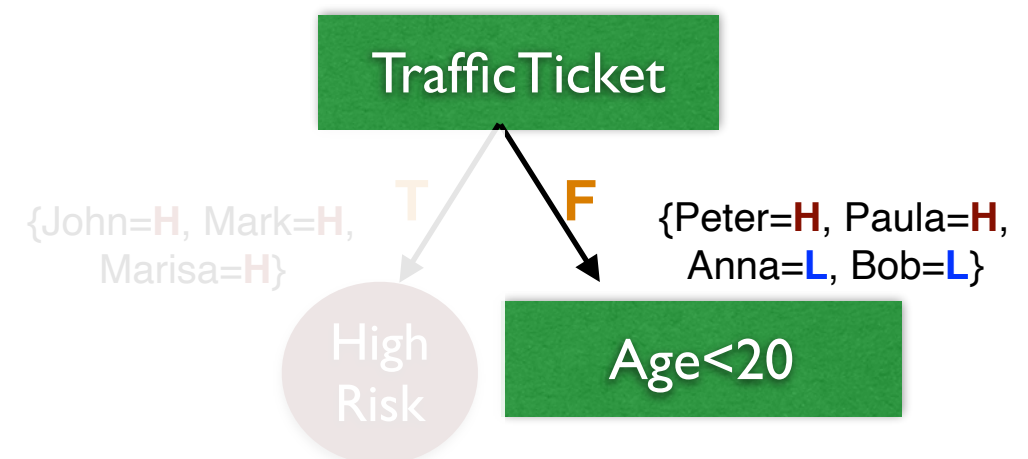 TrafficTicket
T
F
{John=H, Mark=H,
Marisa=H}
{Peter=H, Paula=H,
Anna=L, Bob=L}
High
Risk
Age<20